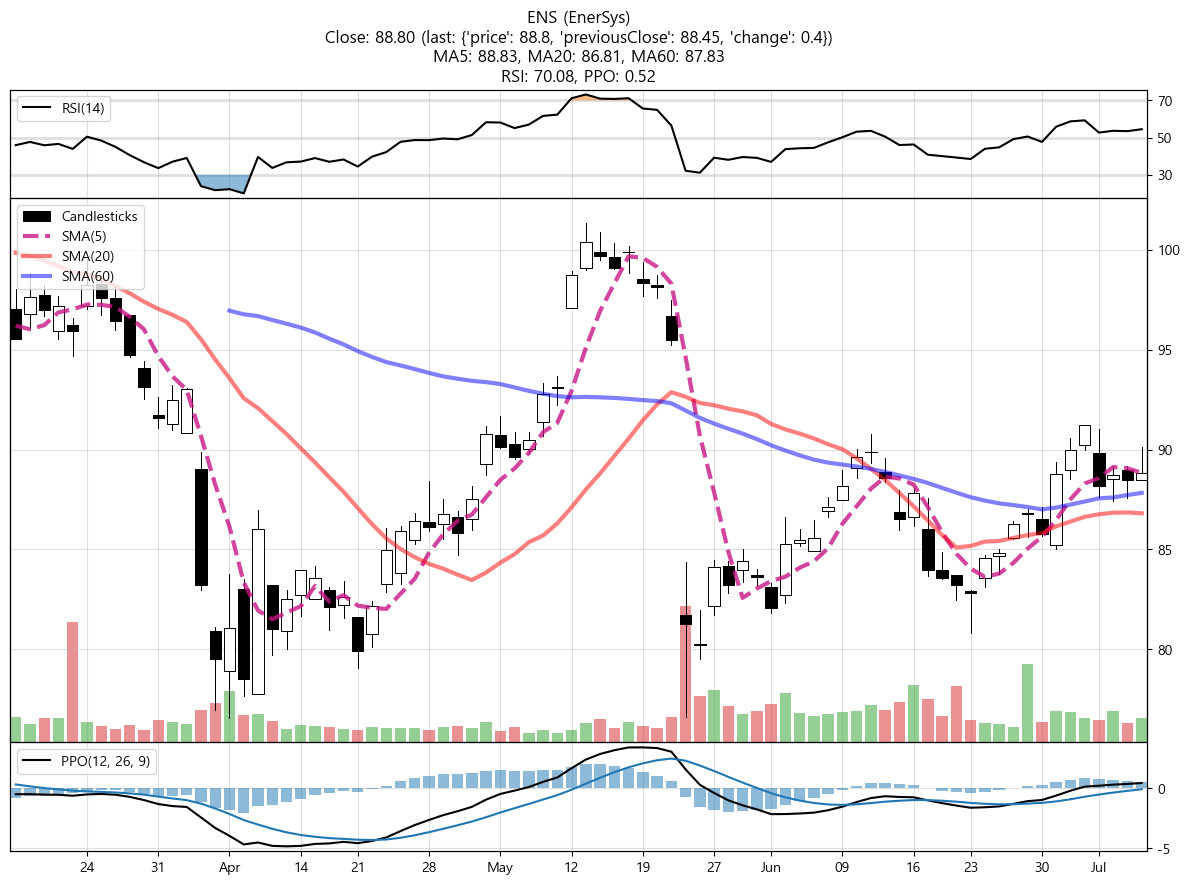 ENS (EnerSys)
Close: 88.80 (last: {'price': 88.8, 'previousClose': 88.45, 'change': 0.4})
MA5: 88.83, MA20: 86.81, MA60: 87.83
RSI: 70.08, PPO: 0.52
RSI(14)
70
50
30
Candlesticks
SMA(5)
SMA(20)
SMA(60)
100
95
90
85
80
PPO(12, 26, 9)
0
-5
24 31 Apr 14 21 28 May 12 19 27 Jun 09 16 23 30 Jul